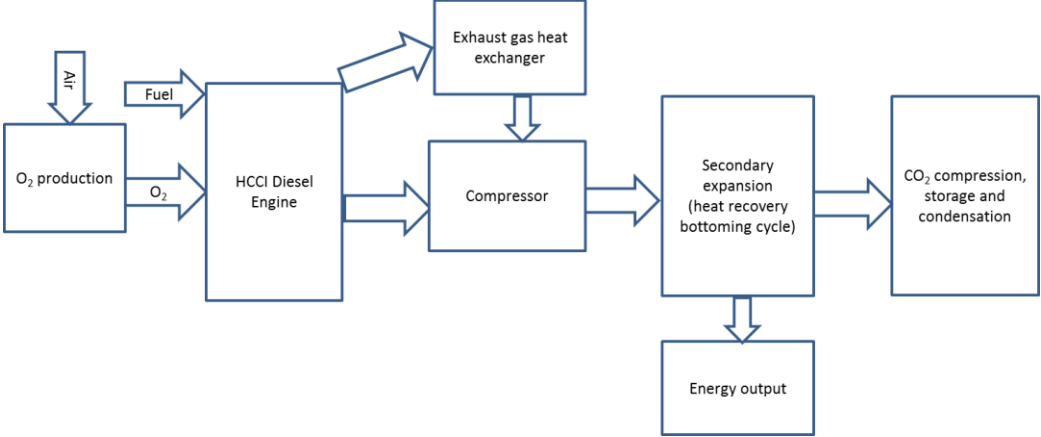 Air
Fuel
O₂ production
O₂
HCCI Diesel
Engine
Exhaust gas heat
exchanger
Compressor
Secondary
expansion
(heat recovery
bottoming cycle)
Energy output
CO₂ compression,
storage and
condensation